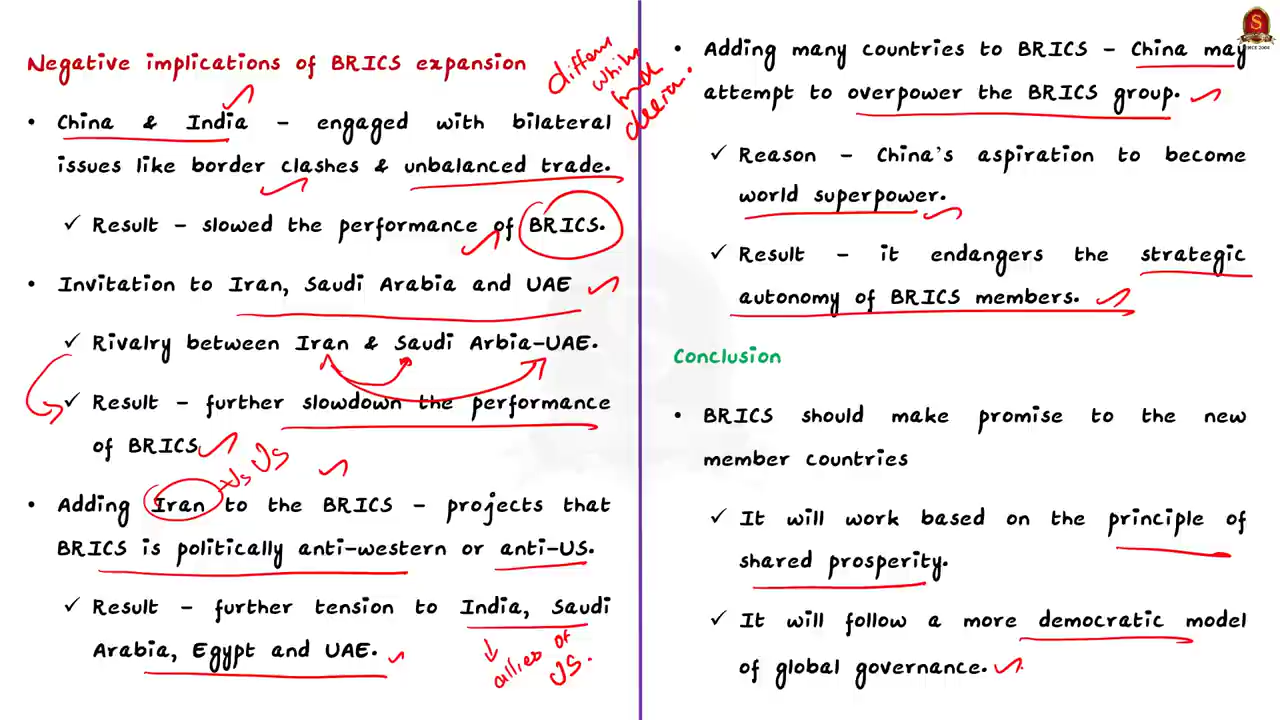 Negative implications of BRICS expansion
• China & India - engaged with bilateral
issues like border clashes & unbalanced trade.
✓ Result - slowed the performance of BRICS.
• Invitation to Iran, Saudi Arabia and UAE
✓ Rivalry between Iran & Saudi Arbia-UAE.
✓ Result - further slowdown the performance
of BRICS
US
• Adding Iran to the BRICS - projects that
BRICS is politically anti-western or anti-US.
✓ Result - further tension to India, Saudi
Arabia, Egypt and UAE.
allies of
US.
• Adding many countries to BRICS - China may
attempt to overpower the BRICS group.
✓ Reason - China's aspiration to become
world superpower.
✓ Result - it endangers the strategic
autonomy of BRICS members.
Conclusion
• BRICS should make promise to the new
member countries
✓ It will work based on the principle of
shared prosperity.
✓ It will follow a more democratic model
of global governance.
S
SINCE 2004